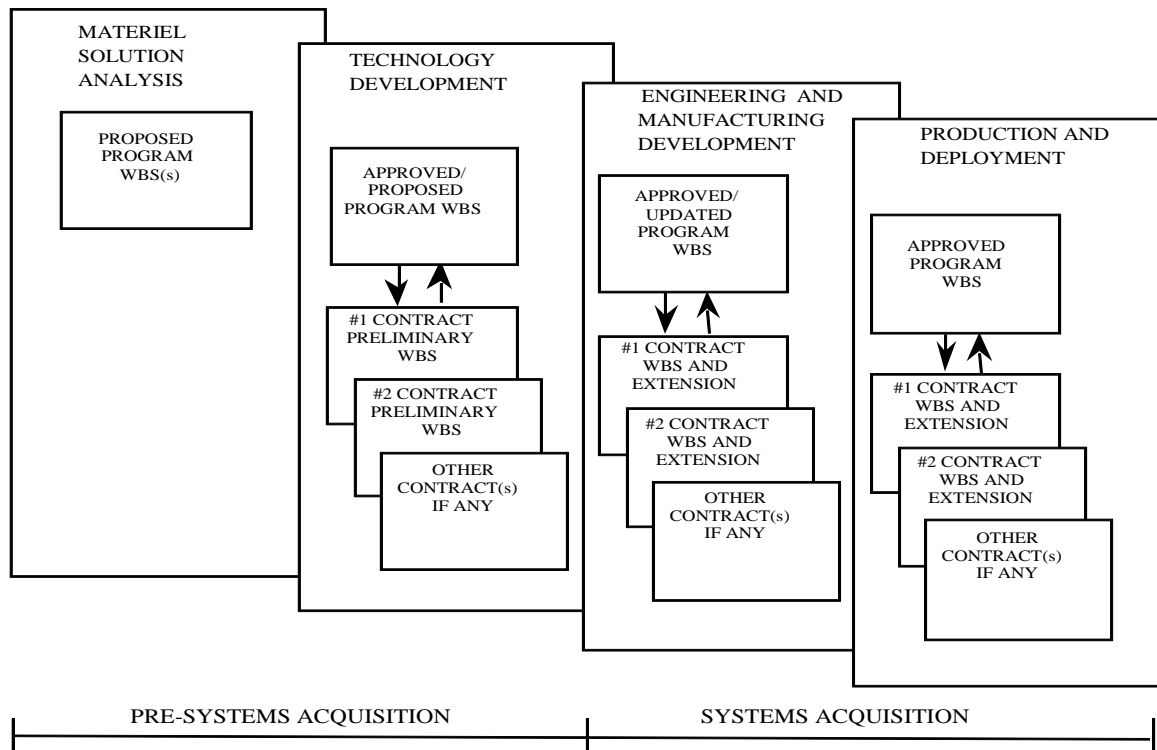 MATERIEL
SOLUTION
ANALYSIS
PROPOSED
PROGRAM
WBS(s)
TECHNOLOGY
DEVELOPMENT
APPROVED/
PROPOSED
PROGRAM WBS
#1 CONTRACT
PRELIMINARY
WBS
#2 CONTRACT
PRELIMINARY
WBS
OTHER
CONTRACT(s)
IF ANY
ENGINEERING AND
MANUFACTURING
DEVELOPMENT
APPROVED/
UPDATED
PROGRAM
WBS
#1 CONTRACT
WBS AND
EXTENSION
#2 CONTRACT
WBS AND
EXTENSION
OTHER
CONTRACT(s)
IF ANY
PRODUCTION AND
DEPLOYMENT
APPROVED
PROGRAM
WBS
#1 CONTRACT
WBS AND
EXTENSION
#2 CONTRACT
WBS AND
EXTENSION
OTHER
CONTRACT(s)
IF ANY
PRE-SYSTEMS ACQUISITION
SYSTEMS ACQUISITION